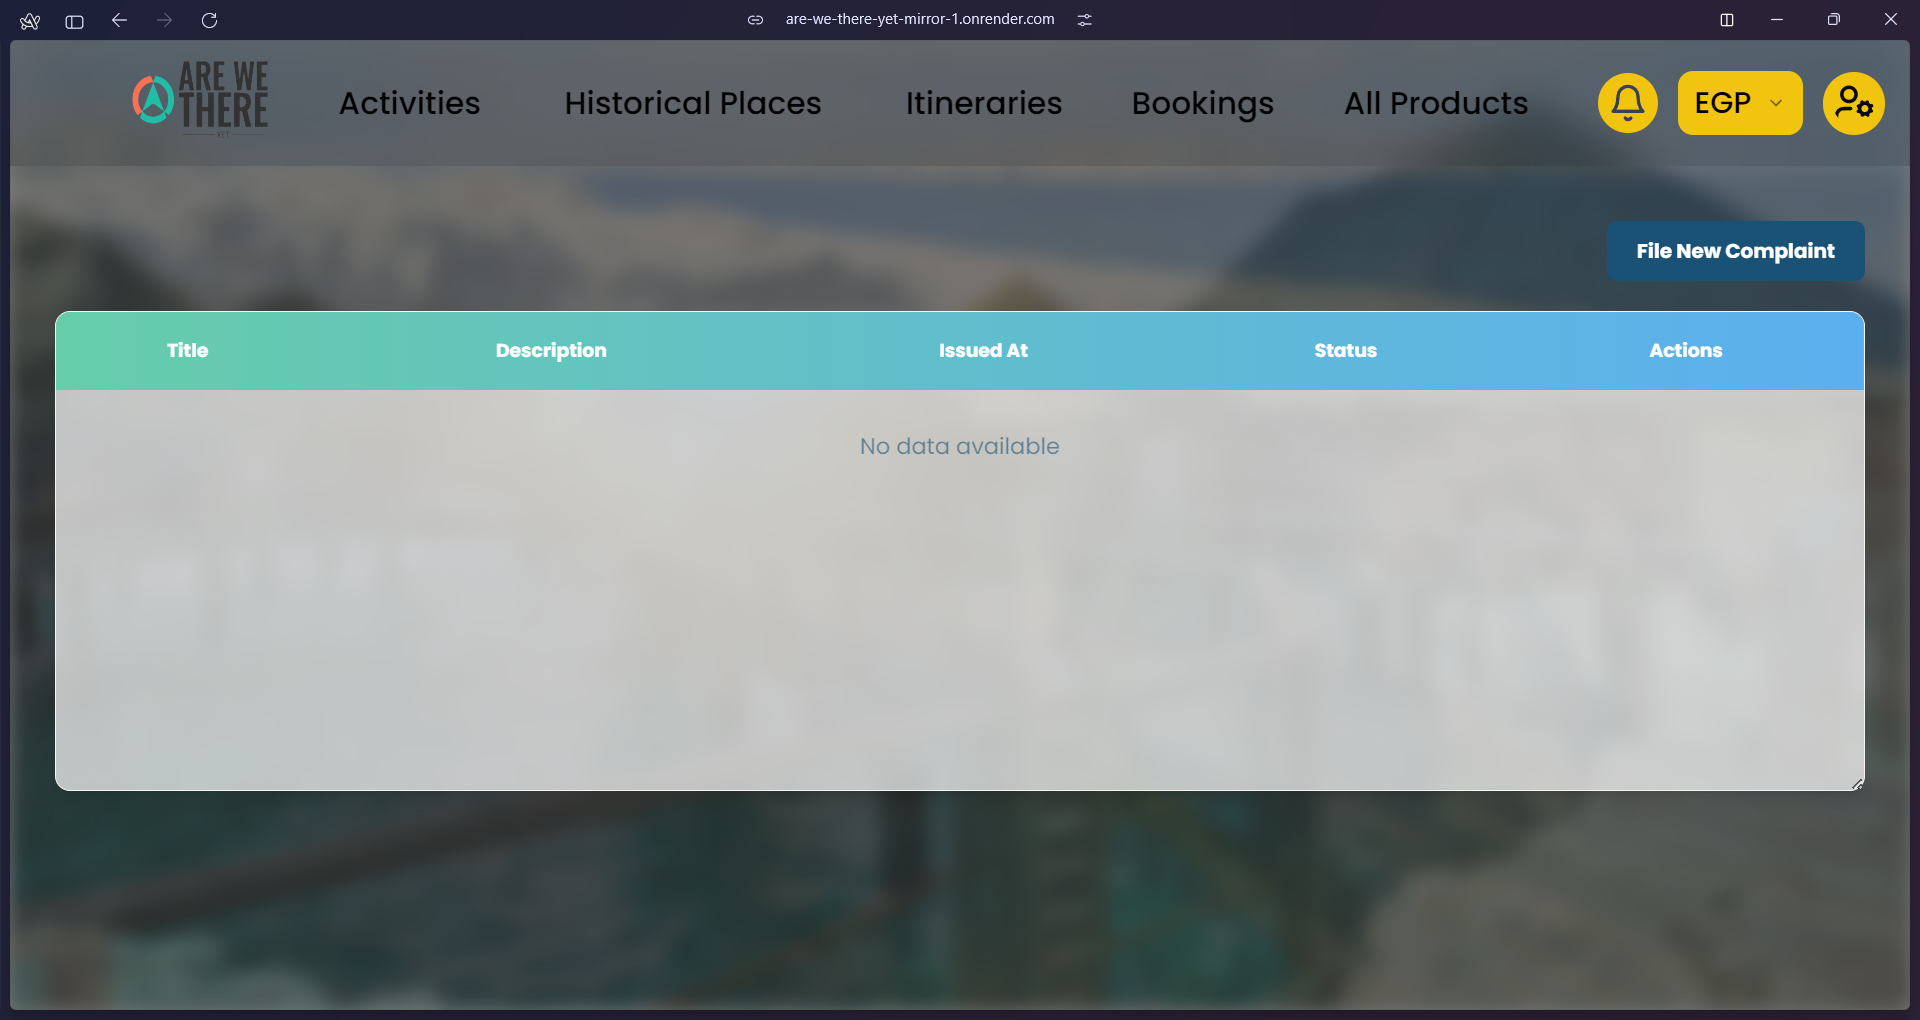 are-we-there-yet-mirror-1.onrender.com
ARE WE
THERE
YET
Activities
Historical Places
Itineraries
Bookings
All Products
EGP
File New Complaint
Title
Description
Issued At
Status
Actions
No data available